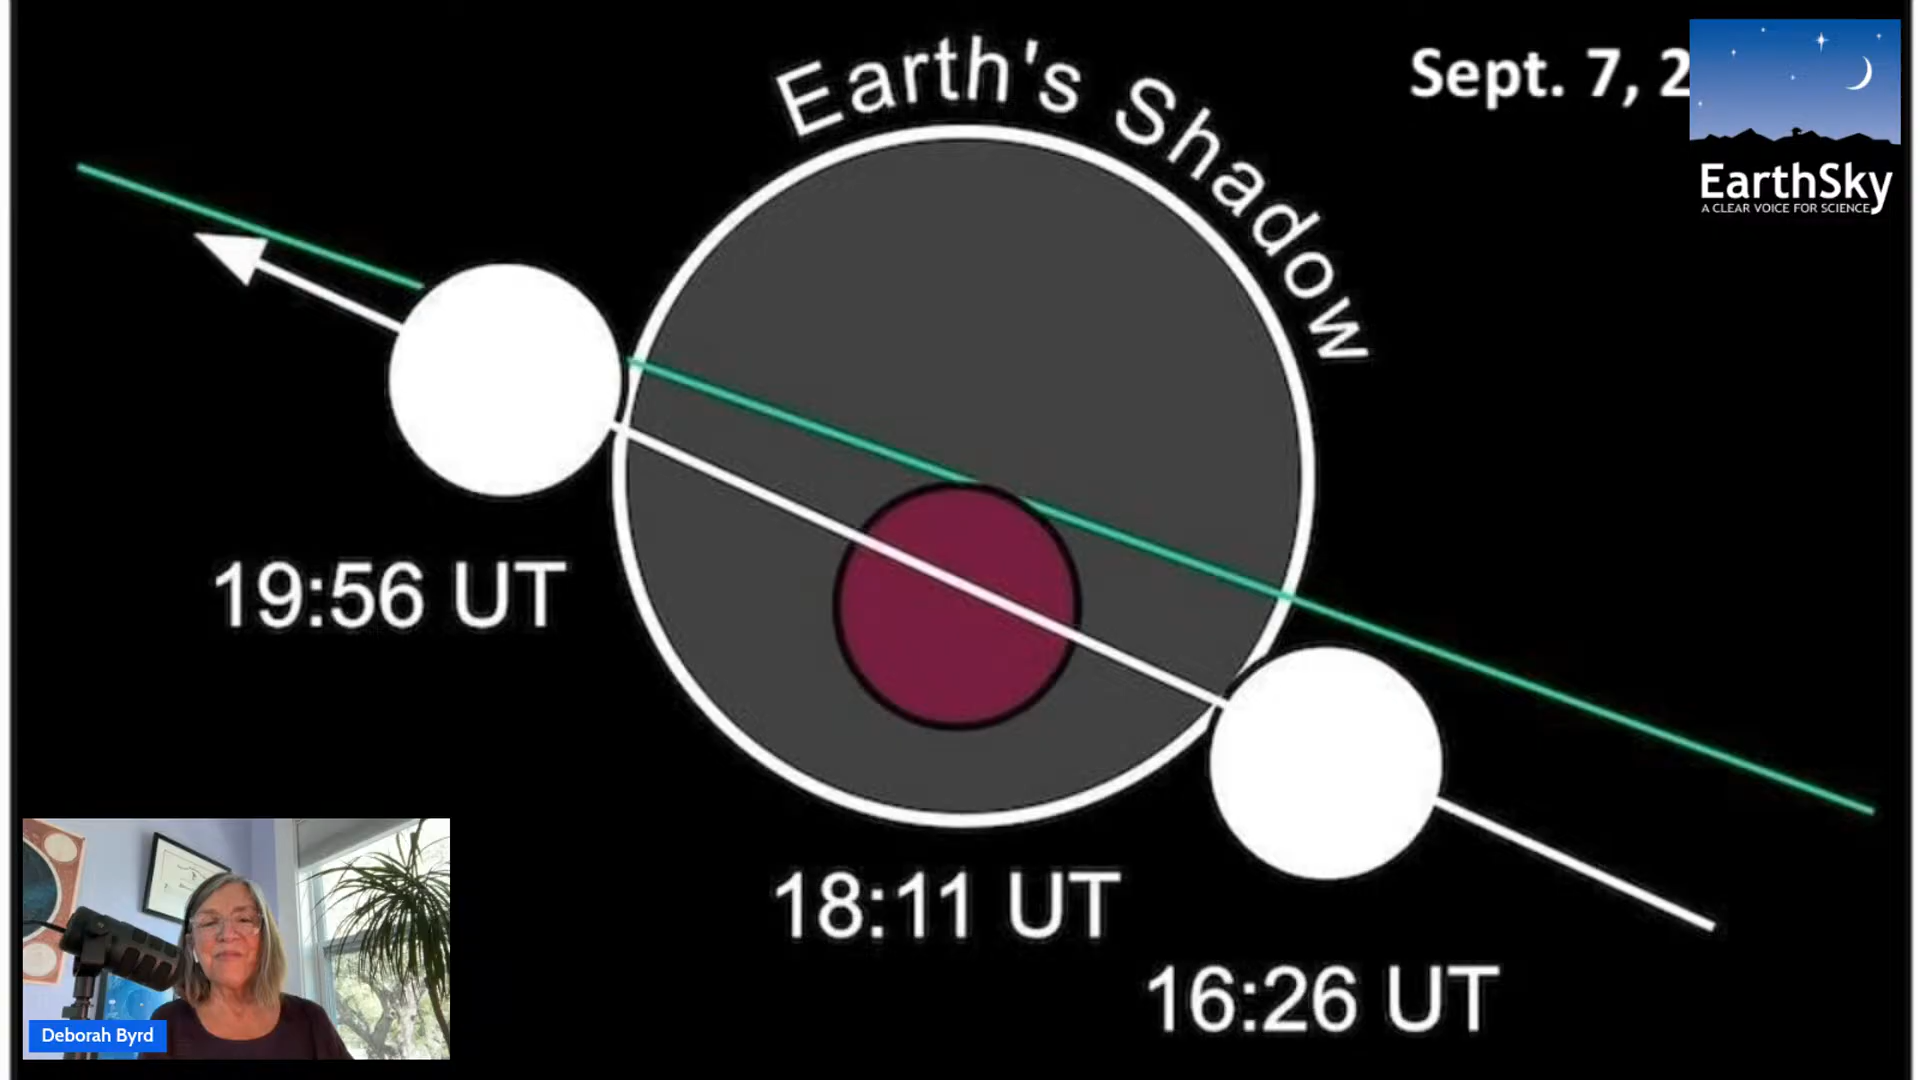 Earth's Shadow
Sept. 7, 2
EarthSky
A CLEAR VOICE FOR SCIENCE
19:56 UT
18:11 UT
16:26 UT
Deborah Byrd